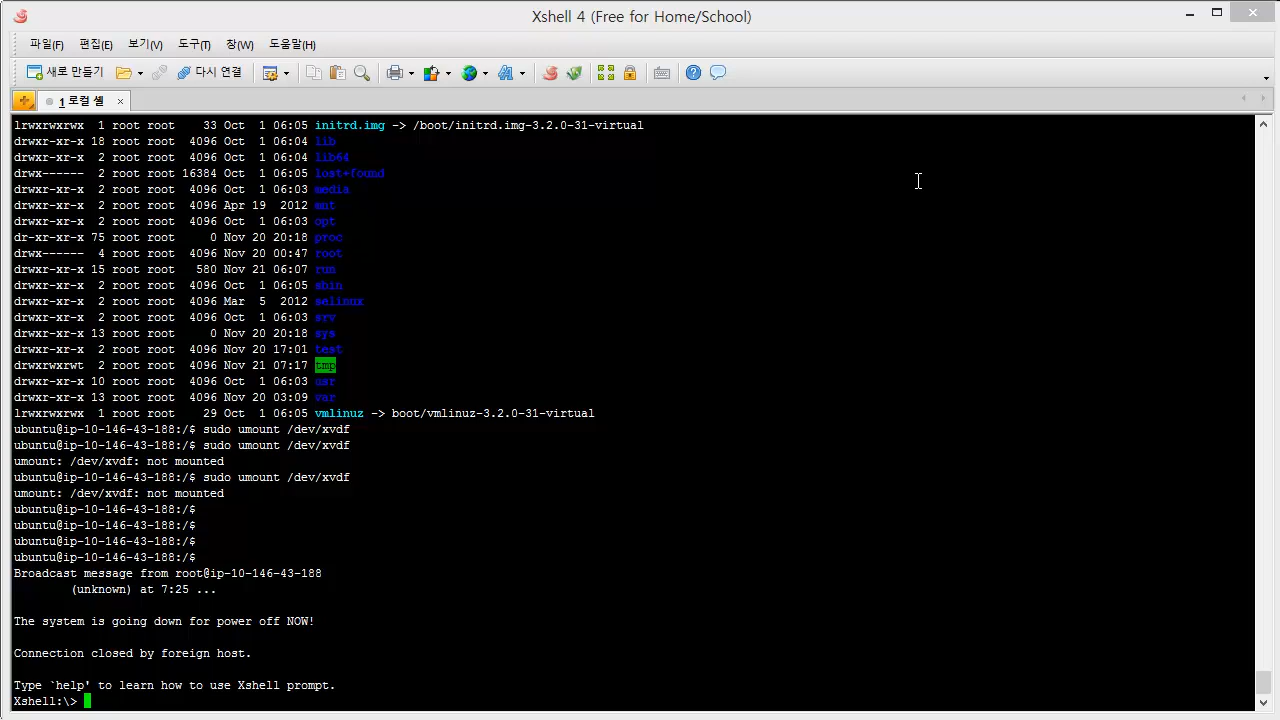 Xshell 4 (Free for Home/School)
파일(F) 편집(E) 보기(V) 도구(T) 창(W) 도움말(H)
새로 만들기 다시 연결
1 로컬 셸
lrwxrwxrwx  1 root root    33 Oct  1 06:05 initrd.img -> /boot/initrd.img-3.2.0-31-virtual
drwxr-xr-x 18 root root  4096 Oct  1 06:04 lib
drwxr-xr-x  2 root root  4096 Oct  1 06:04 lib64
drwx------  2 root root 16384 Oct  1 06:05 lost+found
drwxr-xr-x  2 root root  4096 Oct  1 06:03 media
drwxr-xr-x  2 root root  4096 Apr 19  2012 mnt
drwxr-xr-x  2 root root  4096 Oct  1 06:03 opt
dr-xr-xr-x 75 root root     0 Nov 20 20:18 proc
drwx------  4 root root  4096 Nov 20 00:47 root
drwxr-xr-x 15 root root   580 Nov 21 06:07 run
drwxr-xr-x  2 root root  4096 Oct  1 06:05 sbin
drwxr-xr-x  2 root root  4096 Mar  5  2012 selinux
drwxr-xr-x  2 root root  4096 Oct  1 06:03 srv
drwxr-xr-x 13 root root     0 Nov 20 20:18 sys
drwxr-xr-x  2 root root  4096 Nov 20 17:01 test
drwxrwxrwt  2 root root  4096 Nov 21 07:17 tmp
drwxr-xr-x 10 root root  4096 Oct  1 06:03 usr
drwxr-xr-x 13 root root  4096 Nov 20 03:09 var
lrwxrwxrwx  1 root root    29 Oct  1 06:05 vmlinuz -> boot/vmlinuz-3.2.0-31-virtual
ubuntu@ip-10-146-43-188:/$ sudo umount /dev/xvdf
ubuntu@ip-10-146-43-188:/$ sudo umount /dev/xvdf
umount: /dev/xvdf: not mounted
ubuntu@ip-10-146-43-188:/$ sudo umount /dev/xvdf
umount: /dev/xvdf: not mounted
ubuntu@ip-10-146-43-188:/$
ubuntu@ip-10-146-43-188:/$
ubuntu@ip-10-146-43-188:/$
ubuntu@ip-10-146-43-188:/$
Broadcast message from root@ip-10-146-43-188
(unknown) at 7:25 ...
The system is going down for power off NOW!
Connection closed by foreign host.
Type `help' to learn how to use Xshell prompt.
Xshell:\>